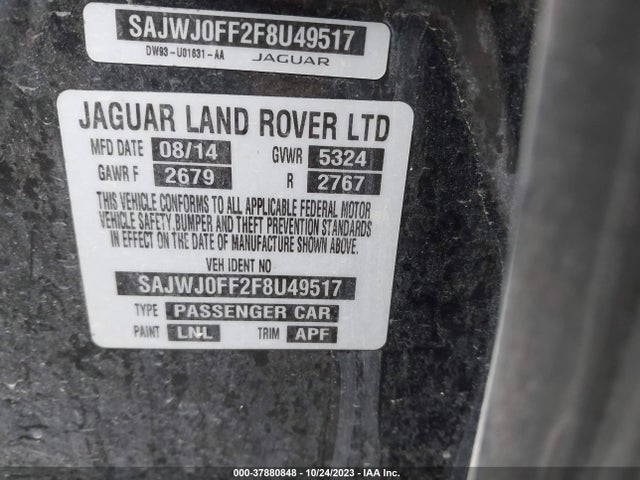 SAJWJ0FF2F8U49517
DW93-U01631-AA JAGUAR
JAGUAR LAND ROVER LTD
MFD DATE 08/14 GVWR 5324
GAWR F 2679 R 2767
THIS VEHICLE CONFORMS TO ALL APPLICABLE FEDERAL MOTOR
VEHICLE SAFETY, BUMPER AND THEFT PREVENTION STANDARDS
IN EFFECT ON THE DATE OF MANUFACTURE SHOWN ABOVE.
VEH IDENT NO
SAJWJ0FF2F8U49517
TYPE PASSENGER CAR
PAINT LNL TRIM APF
000-37880848 - 10/24/2023 - IAA Inc.